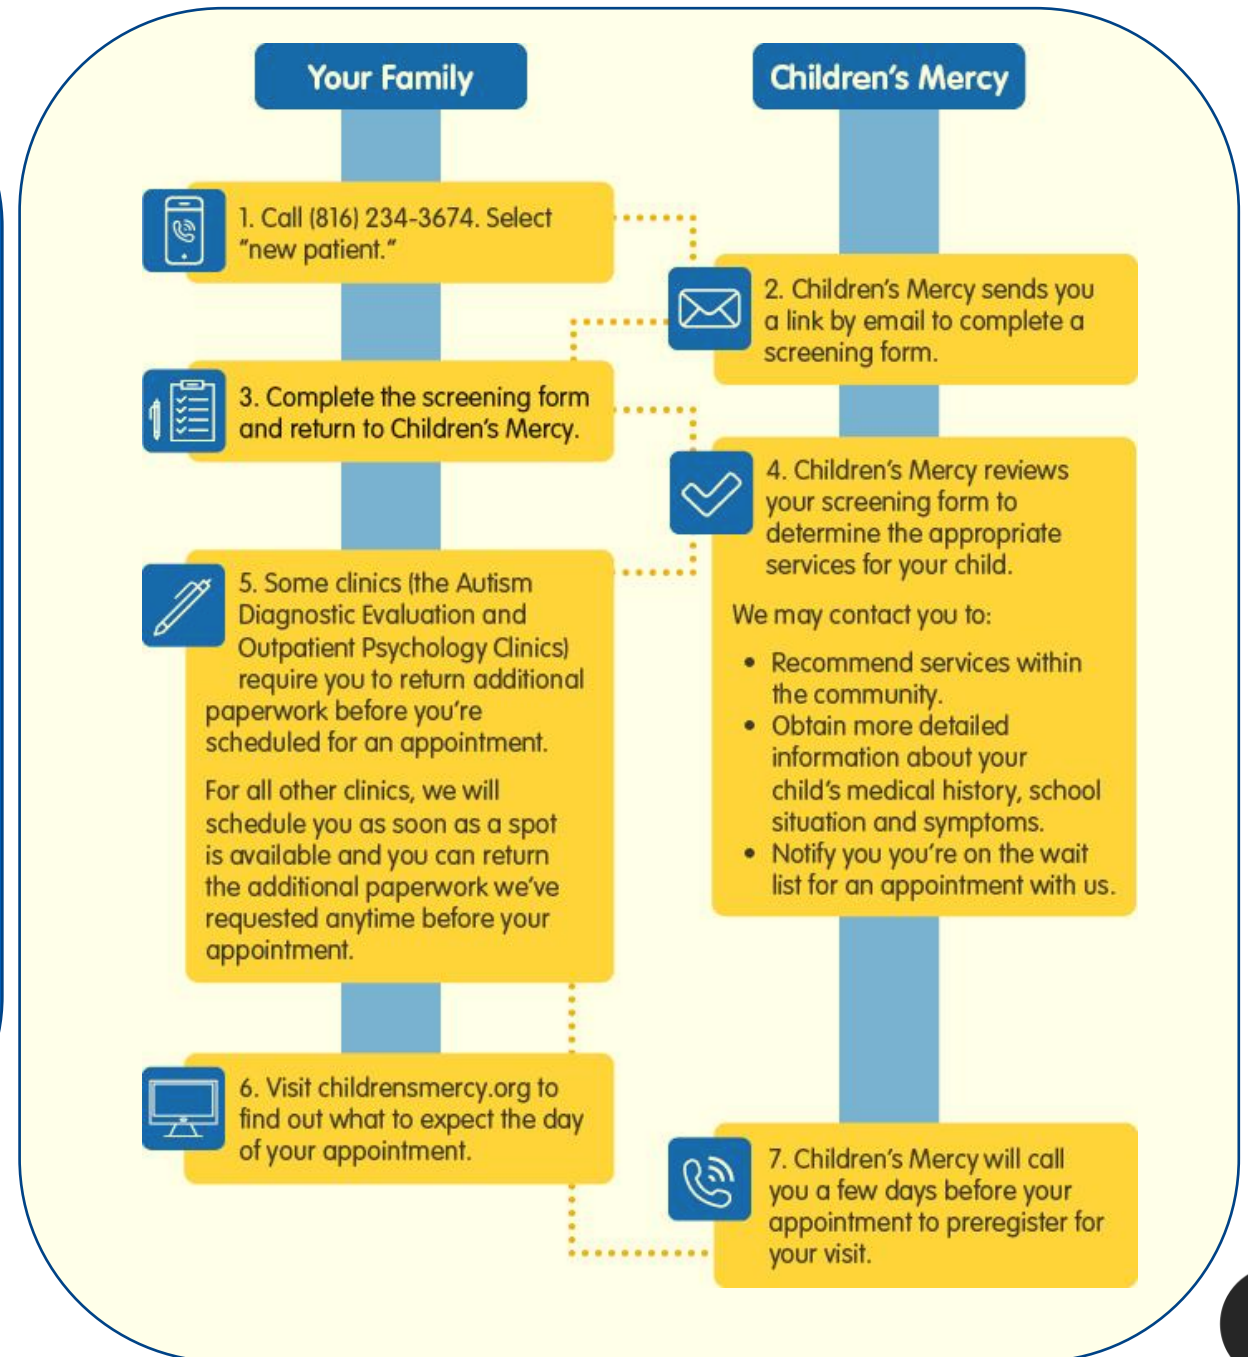 Your Family
Children's Mercy
1. Call (816) 234-3674. Select
"new patient."
2. Children's Mercy sends you
a link by email to complete a
screening form.
3. Complete the screening form
and return to Children's Mercy.
4. Children's Mercy reviews
your screening form to
determine the appropriate
services for your child.
We may contact you to:
• Recommend services within
the community.
• Obtain more detailed
information about your
child's medical history, school
situation and symptoms.
• Notify you you're on the wait
list for an appointment with us.
5. Some clinics (the Autism
Diagnostic Evaluation and
Outpatient Psychology Clinics)
require you to return additional
paperwork before you're
scheduled for an appointment.
For all other clinics, we will
schedule you as soon as a spot
is available and you can return
the additional paperwork we've
requested anytime before your
appointment.
6. Visit childrensmercy.org to
find out what to expect the day
of your appointment.
7. Children's Mercy will call
you a few days before your
appointment to preregister for
your visit.